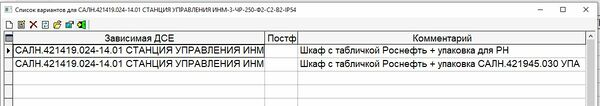 Список вариантов для САЛН.421419.024-14.01 СТАНЦИЯ УПРАВЛЕНИЯ ИНМ-3-ЧР-250-Ф2-С2-В2-IP54
Зависимая ДСЕ Постф Комментарий
САЛН.421419.024-14.01 СТАНЦИЯ УПРАВЛЕНИЯ ИНМ Шкаф с табличкой Роснефть + упаковка для РН
САЛН.421419.024-14.01 СТАНЦИЯ УПРАВЛЕНИЯ ИНМ Шкаф с табличкой Роснефть + упаковка САЛН.421945.030 УПА